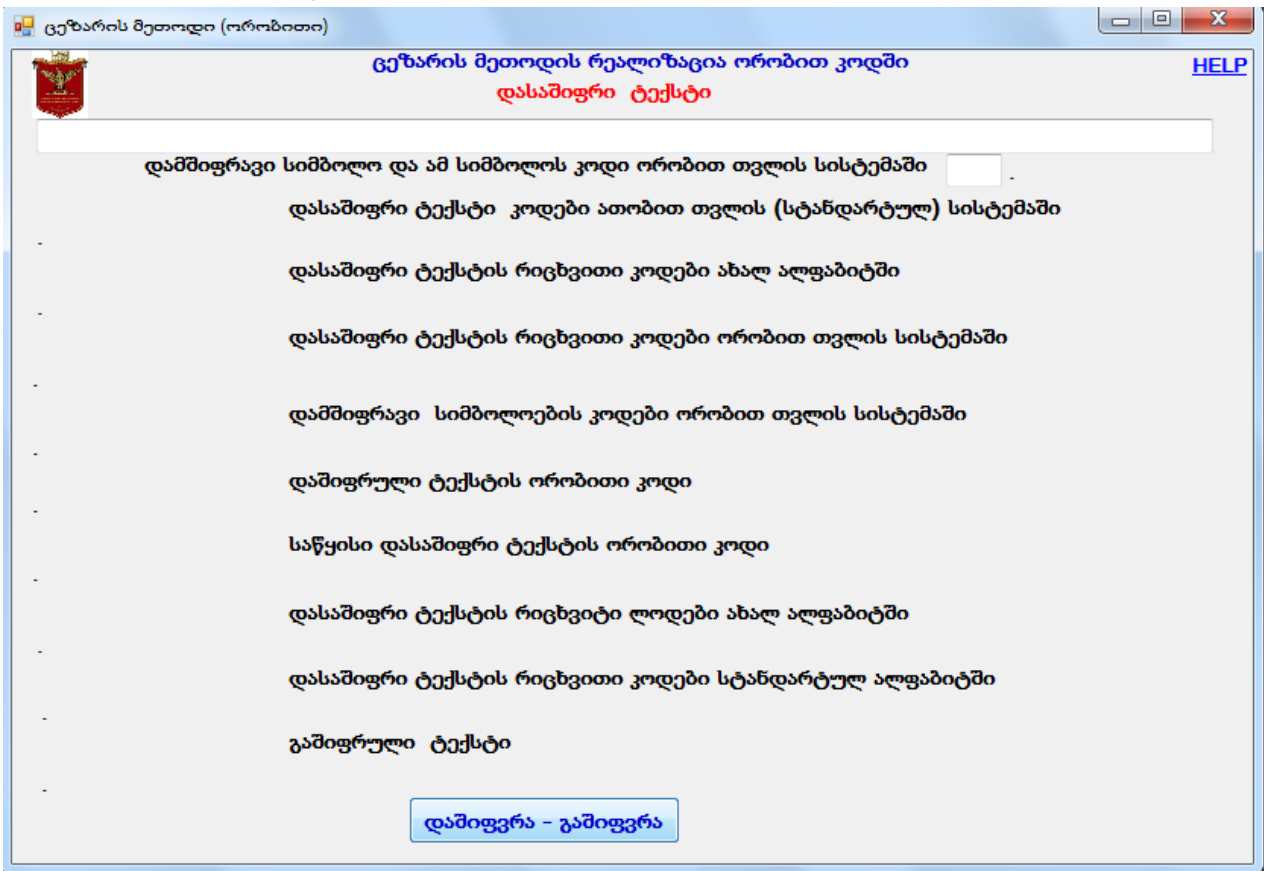 ცეზარის მეთოდი (ორობითი)
ცეზარის მეთოდის რეალიზაცია ორობით კოდში
HELP
დასაშიფრი ტექსტი
დამშიფრავი სიმბოლო და ამ სიმბოლოს კოდი ორობით თვლის სისტემაში
დასაშიფრი ტექსტი კოდები ათობით თვლის (სტანდარტულ) სისტემაში
-
დასაშიფრი ტექსტის რიცხვითი კოდები ახალ ალფაბიტში
-
დასაშიფრი ტექსტის რიცხვითი კოდები ორობით თვლის სისტემაში
-
დამშიფრავი სიმბოლოების კოდები ორობით თვლის სისტემაში
-
დაშიფრული ტექსტის ორობითი კოდი
-
საწყისი დასაშიფრი ტექსტის ორობითი კოდი
-
დასაშიფრი ტექსტის რიცხვიტი ლოდები ახალ ალფაბიტში
-
დასაშიფრი ტექსტის რიცხვითი კოდები სტანდარტულ ალფაბიტში
-
გაშიფრული ტექსტი
-
დაშიფვრა - გაშიფვრა